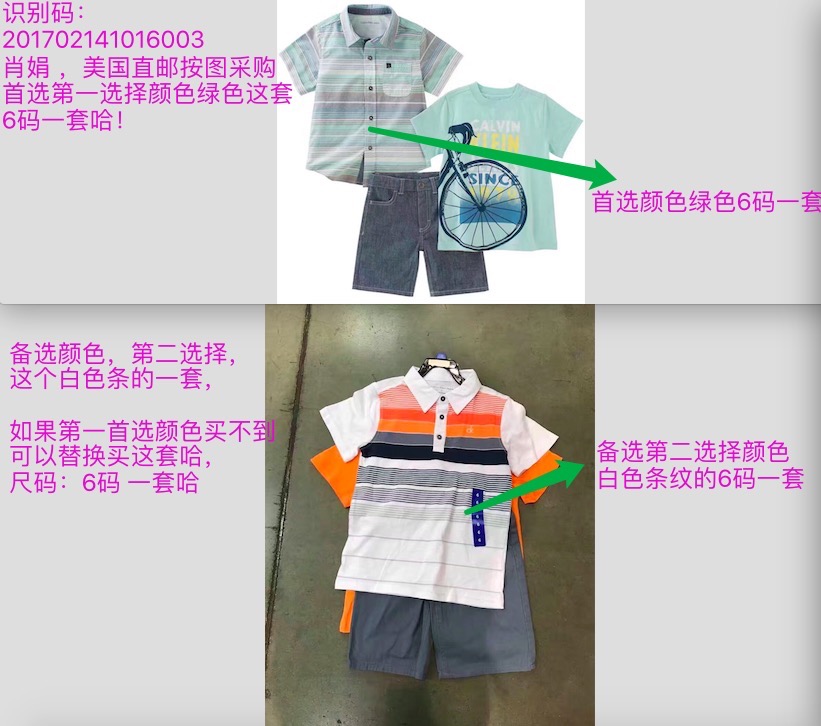 识别码：
201702141016003
肖娟 ，美国直邮按图采购
首选第一选择颜色绿色这套
6码一套哈！
CALVIN
KLEIN
SINCE
首选颜色绿色6码一套
备选颜色，第二选择，
这个白色条的一套，
如果第一首选颜色买不到
可以替换买这套哈，
尺码：6码 一套哈
备选第二选择颜色
白色条纹的6码一套